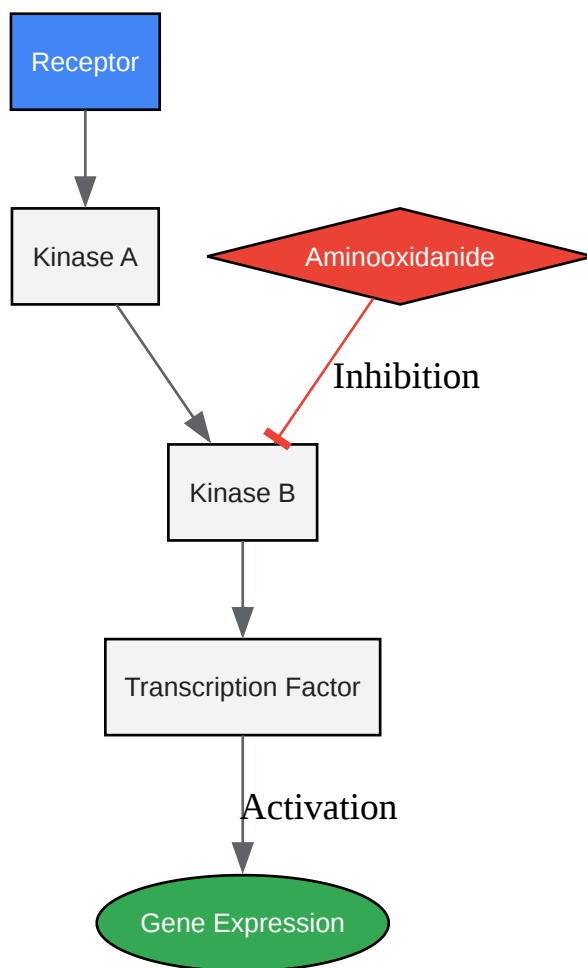 Receptor
Kinase A
Aminooxidanide
Inhibition
Kinase B
Transcription Factor
Activation
Gene Expression